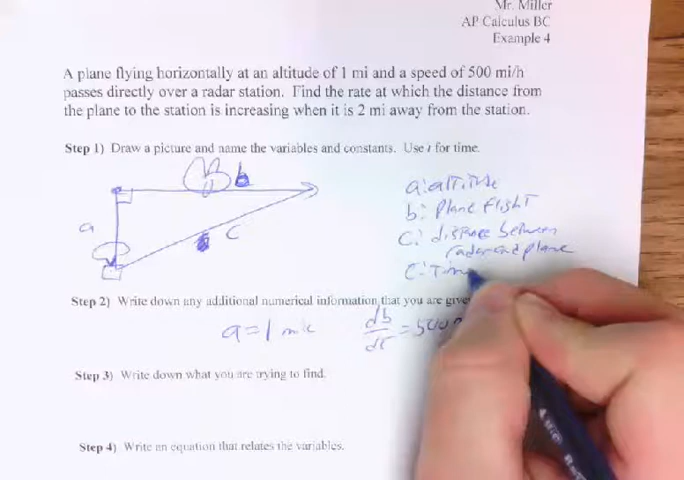 Mr. Miller
AP Calculus BC
Example 4
A plane flying horizontally at an altitude of 1 mi and a speed of 500 mi/h
passes directly over a radar station. Find the rate at which the distance from
the plane to the station is increasing when it is 2 mi away from the station.
Step 1) Draw a picture and name the variables and constants. Use t for time.
b
a
c
a: altitude
b: plane flight
c: distance between
radar and plane
t: Tim
Step 2) Write down any additional numerical information that you are give
a=1 mile
db/dt = 500
Step 3) Write down what you are trying to find.
Step 4) Write an equation that relates the variables.